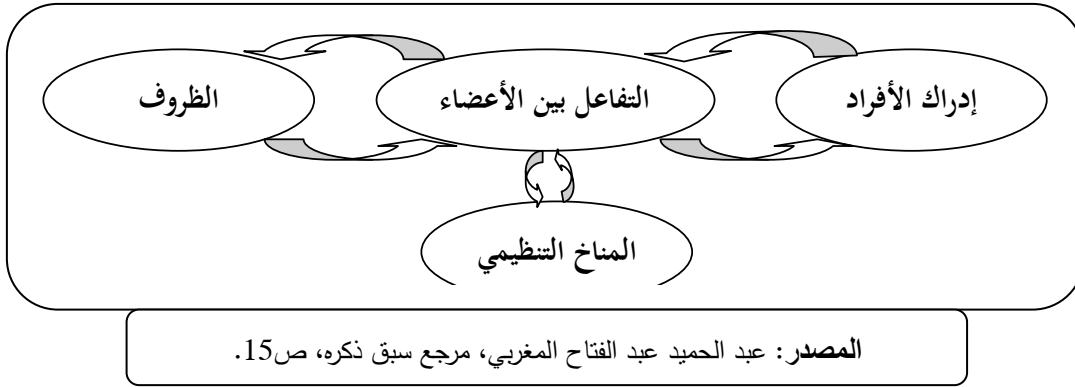 إدراك الأفراد
التفاعل بين الأعضاء
الظروف
المناخ التنظيمي
المصدر: عبد الحميد عبد الفتاح المغربي، مرجع سبق ذكره، ص15.